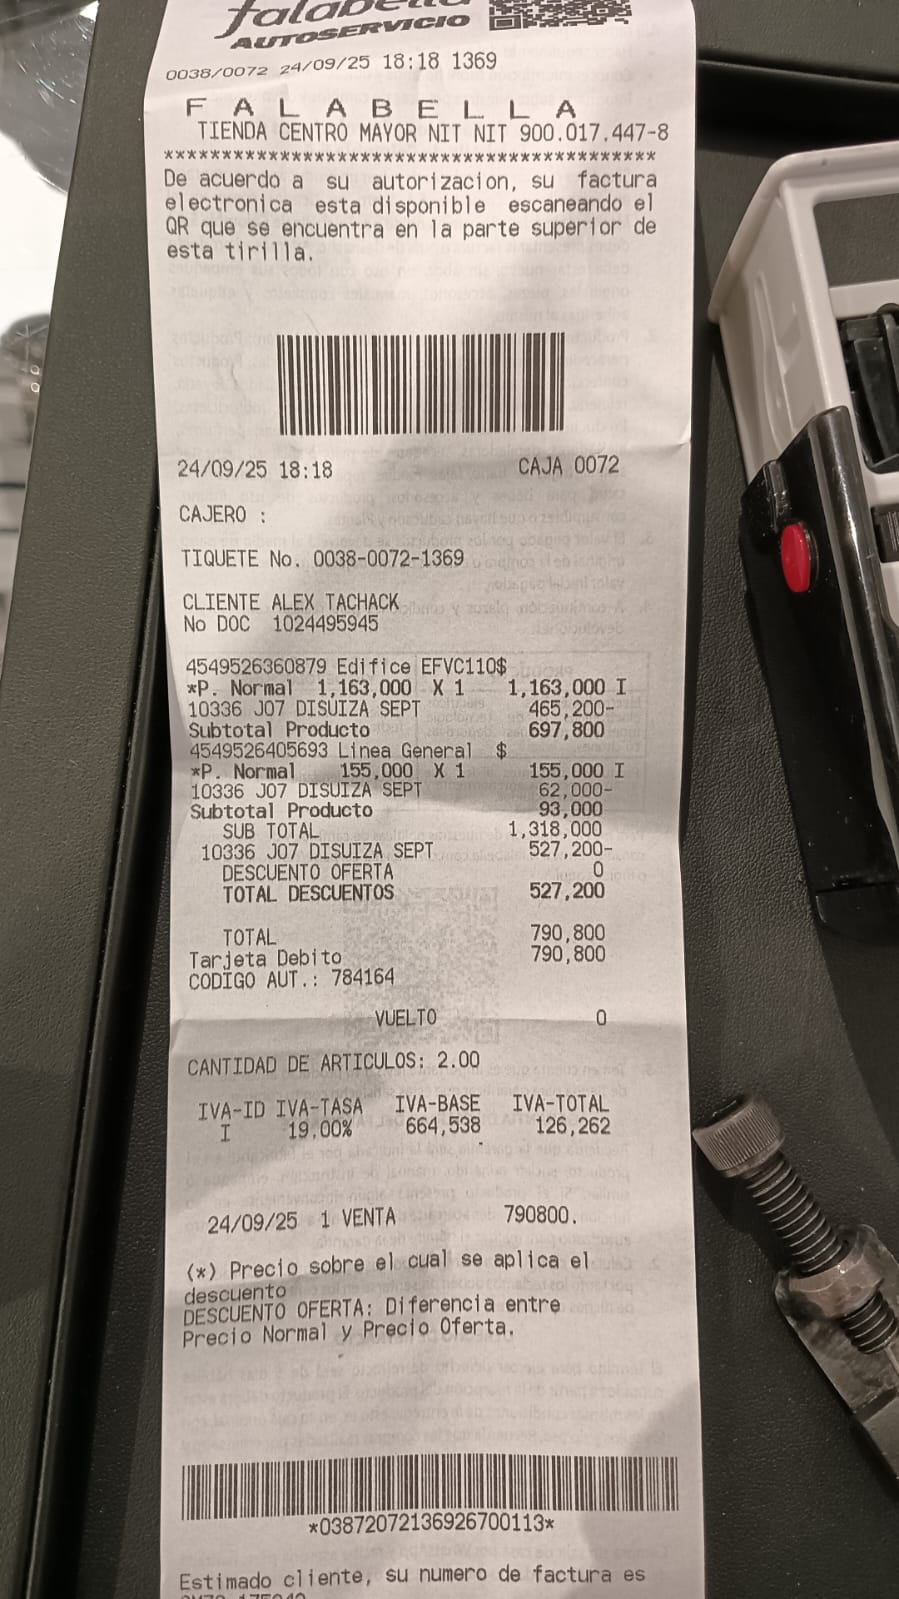 falabella
AUTOSERVICIO
0038/0072 24/09/25 18:18 1369
F A L A B E L L A
TIENDA CENTRO MAYOR NIT NIT 900.017.447-8
******************************************
De acuerdo a su autorizacion, su factura
electronica esta disponible escaneando el
QR que se encuentra en la parte superior de
esta tirilla.
24/09/25 18:18 CAJA 0072
CAJERO :
TIQUETE No. 0038-0072-1369
CLIENTE ALEX TACHACK
No DOC 1024495945
4549526360879 Edifice EFVC110$
*P. Normal 1,163,000 X 1 1,163,000 I
10336 J07 DISUIZA SEPT 465,200-
Subtotal Producto 697,800
4549526405693 Linea General $
*P. Normal 155,000 X 1 155,000 I
10336 J07 DISUIZA SEPT 62,000-
Subtotal Producto 93,000
SUB TOTAL 1,318,000
10336 J07 DISUIZA SEPT 527,200-
DESCUENTO OFERTA 0
TOTAL DESCUENTOS 527,200
TOTAL 790,800
Tarjeta Debito 790,800
CODIGO AUT.: 784164
VUELTO 0
CANTIDAD DE ARTICULOS: 2.00
IVA-ID IVA-TASA IVA-BASE IVA-TOTAL
I 19,00% 664,538 126,262
24/09/25 1 VENTA 790800.
(*) Precio sobre el cual se aplica el
descuento
DESCUENTO OFERTA: Diferencia entre
Precio Normal y Precio Oferta.
*03872072136926700113*
Estimado cliente, su numero de factura es